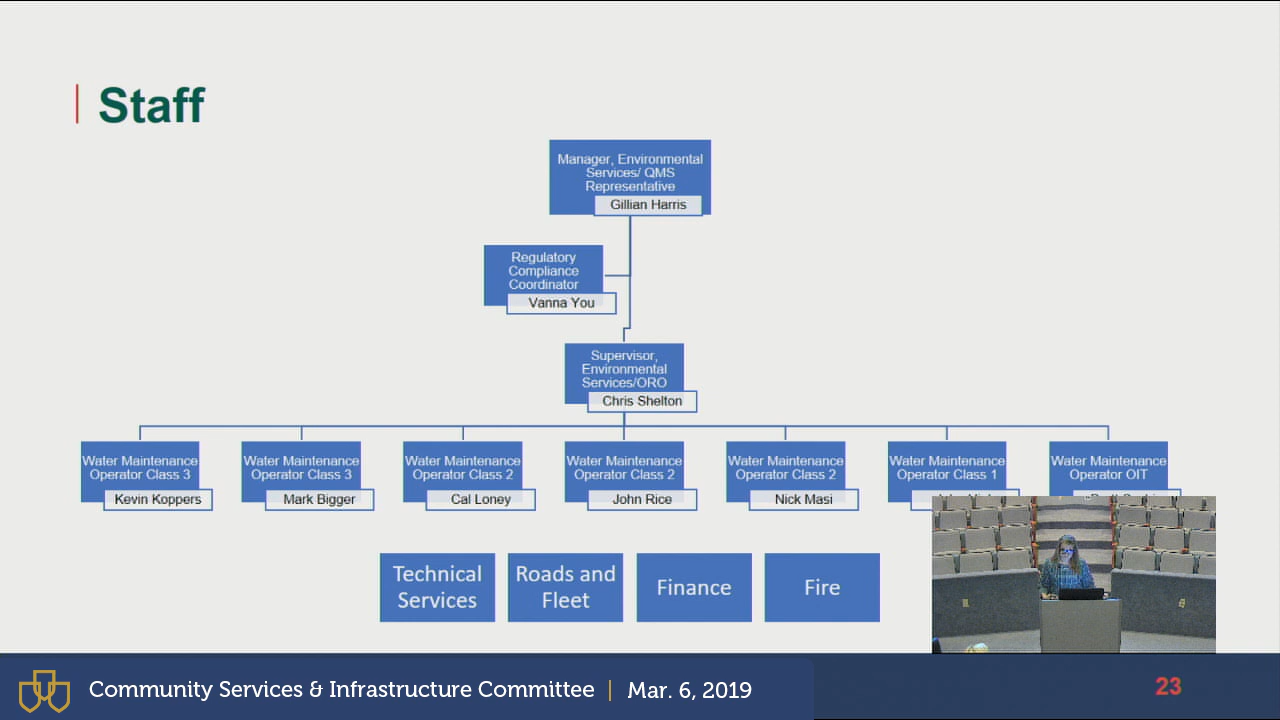 Staff
Manager, Environmental
Services/ QMS
Representative
Gillian Harris
Regulatory
Compliance
Coordinator
Vanna You
Supervisor,
Environmental
Services/ORO
Chris Shelton
Water Maintenance
Operator Class 3
Kevin Koppers
Water Maintenance
Operator Class 3
Mark Bigger
Water Maintenance
Operator Class 2
Cal Loney
Water Maintenance
Operator Class 2
John Rice
Water Maintenance
Operator Class 2
Nick Masi
Water Maintenance
Operator Class 1
Water Maintenance
Operator OIT
Technical
Services
Roads and
Fleet
Finance
Fire
Community Services & Infrastructure Committee | Mar. 6, 2019
23